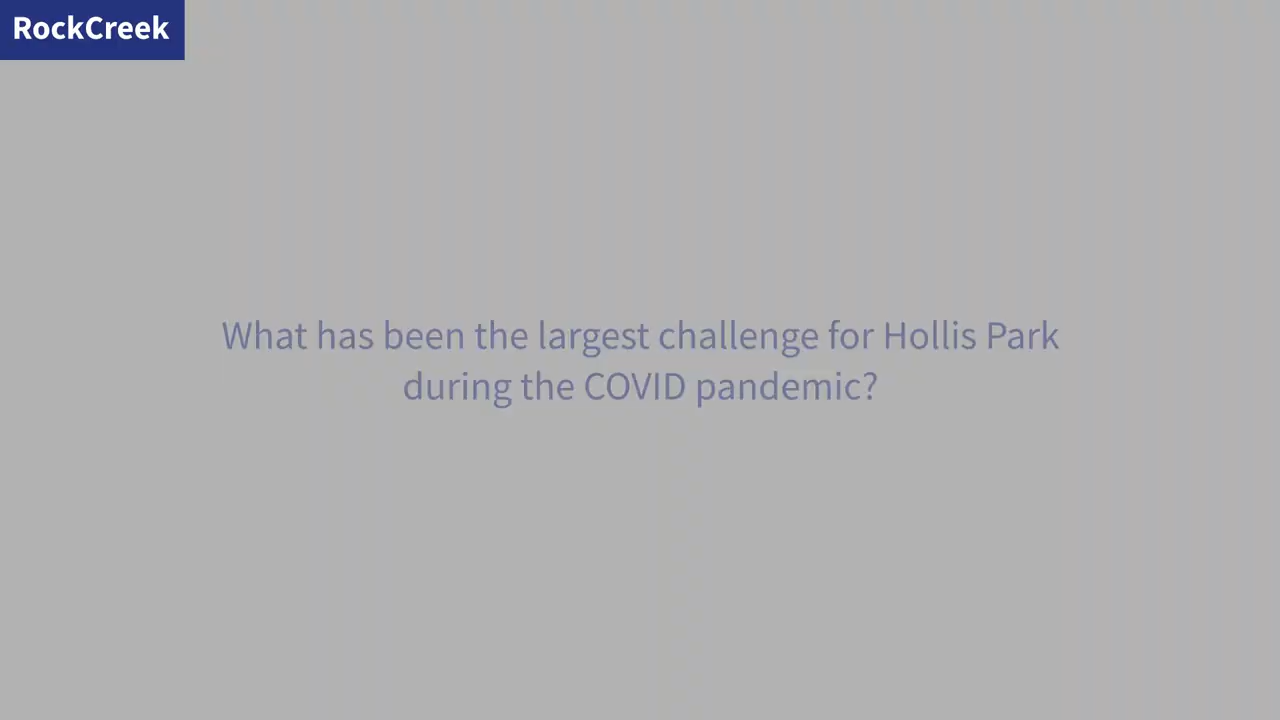 RockCreek
What has been the largest challenge for Hollis Park
during the COVID pandemic?